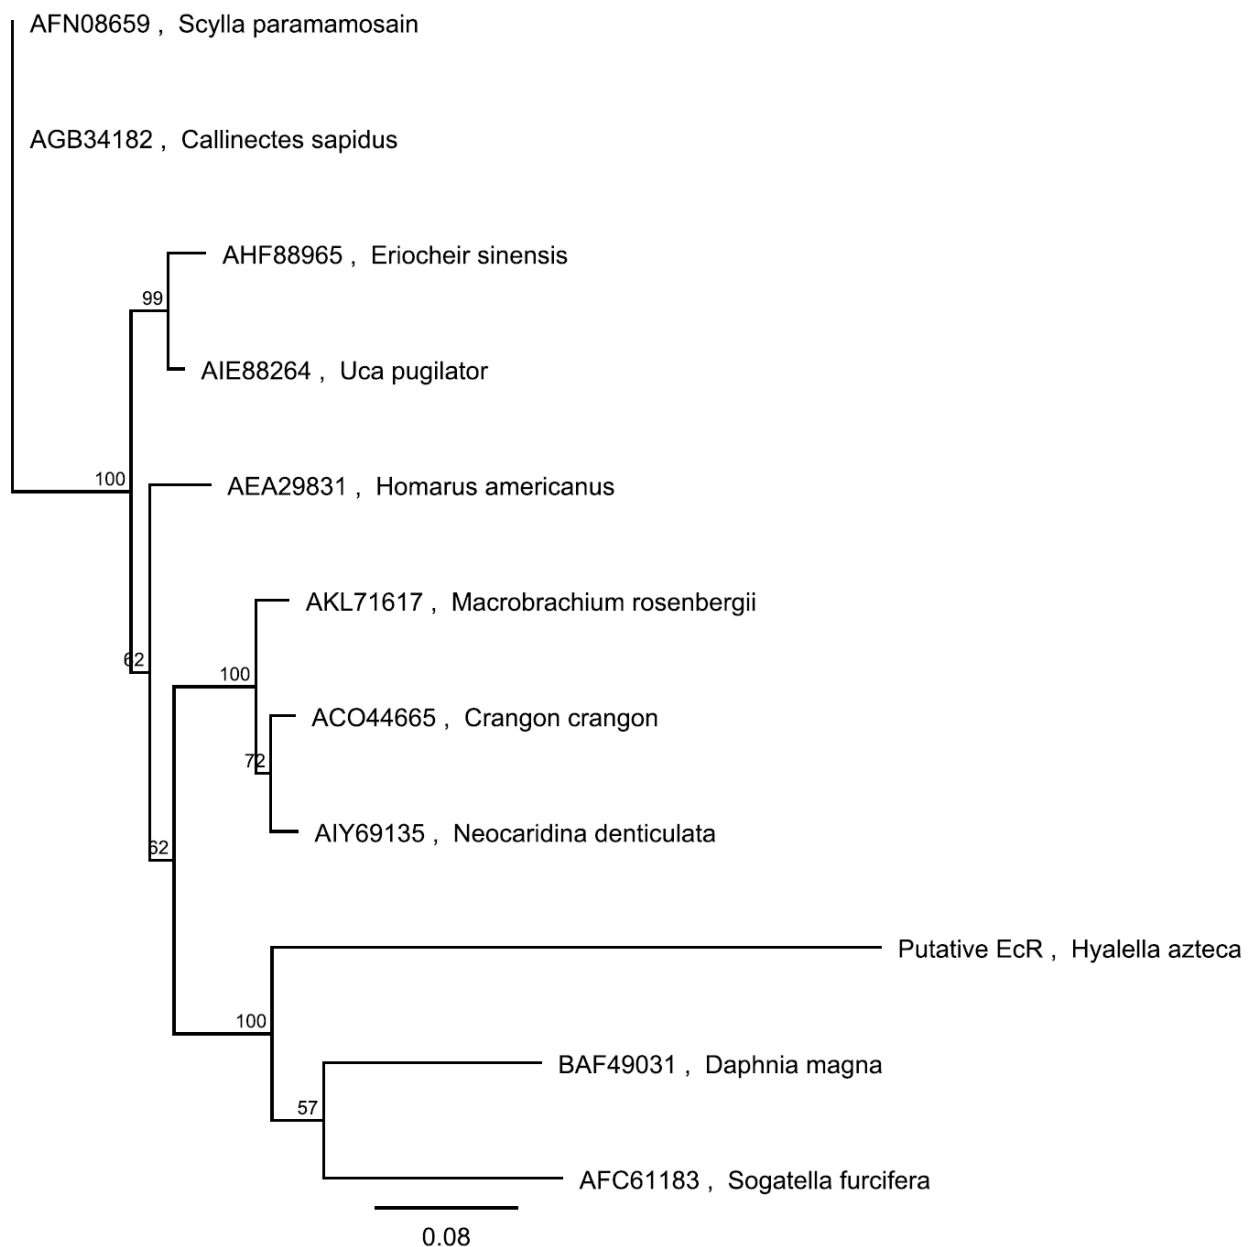 AFN08659 , Scylla paramamosain
AGB34182 , Callinectes sapidus
AHF88965 , Eriocheir sinensis
99
AIE88264 , Uca pugilator
100
AEA29831 , Homarus americanus
AKL71617 , Macrobrachium rosenbergii
62
100
ACO44665 , Crangon crangon
72
AIY69135 , Neocaridina denticulata
62
Putative EcR , Hyalella azteca
100
BAF49031 , Daphnia magna
57
AFC61183 , Sogatella furcifera
0.08